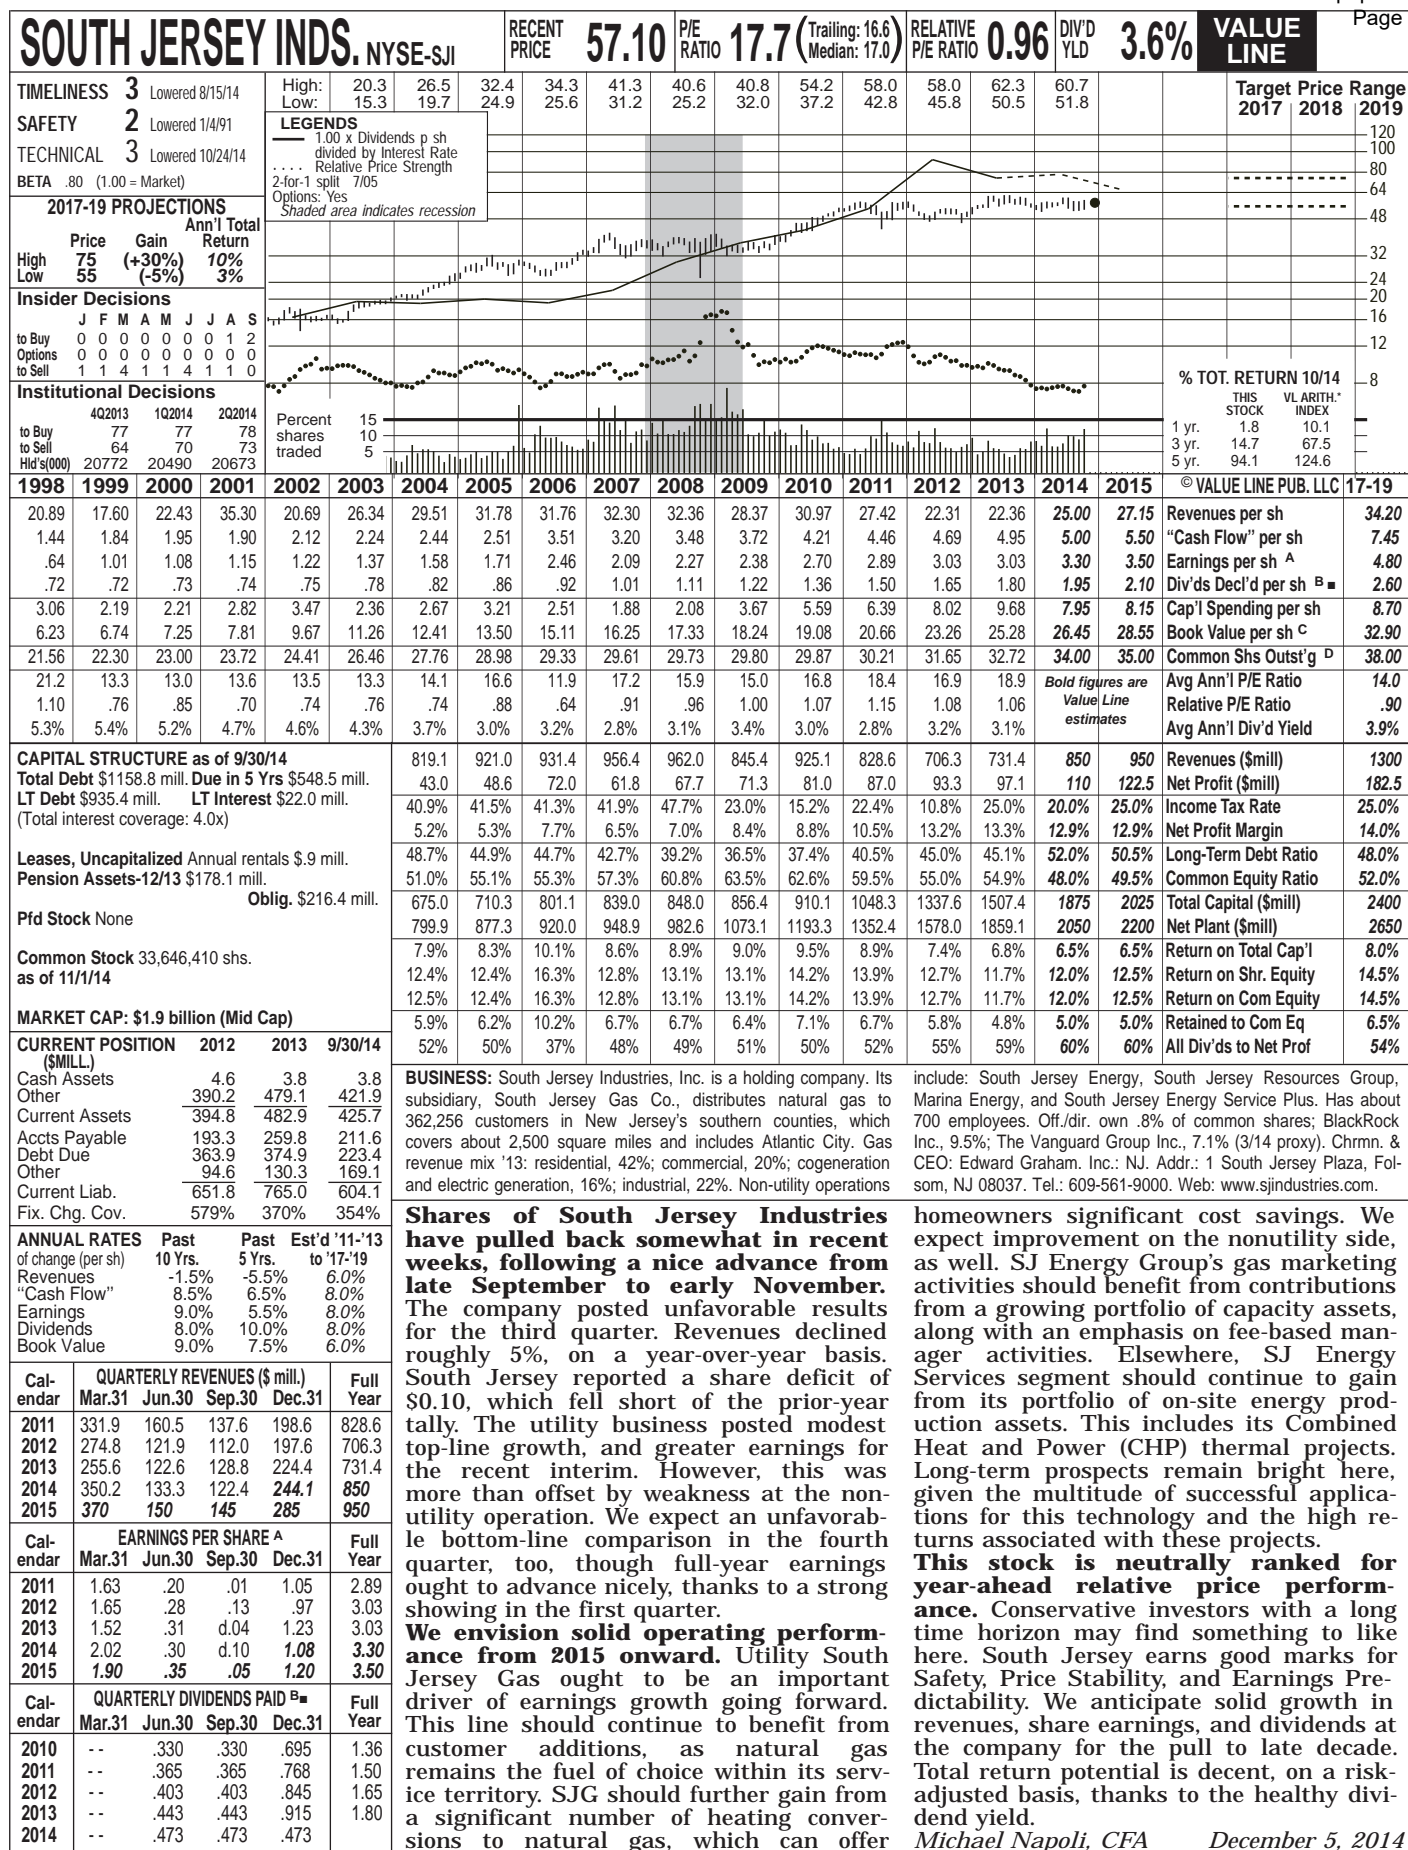 Page
SOUTH JERSEY INDS. NYSE-SJI RECENT PRICE 57.10 P/E RATIO 17.7 (Trailing: 16.6 Median: 17.0) RELATIVE P/E RATIO 0.96 DIV'D YLD 3.6% VALUE LINE
TIMELINESS 3 Lowered 8/15/14
SAFETY 2 Lowered 1/4/91
TECHNICAL 3 Lowered 10/24/14
BETA .80 (1.00 = Market)
2017-19 PROJECTIONS
Ann'l Total
Price Gain Return
High 75 (+30%) 10%
Low 55 (-5%) 3%
Insider Decisions
J F M A M J J A S
to Buy 0 0 0 0 0 0 0 1 2
Options 0 0 0 0 0 0 0 0 0
to Sell 1 1 4 1 1 4 1 1 0
Institutional Decisions
4Q2013 1Q2014 2Q2014
to Buy 77 77 78
to Sell 64 70 73
Hld's(000) 20772 20490 20673
High: 20.3 26.5 32.4 34.3 41.3 40.6 40.8 54.2 58.0 58.0 62.3 60.7
Low: 15.3 19.7 24.9 25.6 31.2 25.2 32.0 37.2 42.8 45.8 50.5 51.8
LEGENDS
1.00 x Dividends p sh
divided by Interest Rate
. . . . Relative Price Strength
2-for-1 split 7/05
Options: Yes
Shaded area indicates recession
Target Price Range
2017 2018 2019
120
100
80
64
48
32
24
20
16
12
8
Percent 15
shares 10
traded 5
% TOT. RETURN 10/14
THIS VL ARITH.*
STOCK INDEX
1 yr. 1.8 10.1
3 yr. 14.7 67.5
5 yr. 94.1 124.6
1998 1999 2000 2001 2002 2003 2004 2005 2006 2007 2008 2009 2010 2011 2012 2013 2014 2015 © VALUE LINE PUB. LLC 17-19
20.89 17.60 22.43 35.30 20.69 26.34 29.51 31.78 31.76 32.30 32.36 28.37 30.97 27.42 22.31 22.36 25.00 27.15 Revenues per sh 34.20
1.44 1.84 1.95 1.90 2.12 2.24 2.44 2.51 3.51 3.20 3.48 3.72 4.21 4.46 4.69 4.95 5.00 5.50 “Cash Flow” per sh 7.45
.64 1.01 1.08 1.15 1.22 1.37 1.58 1.71 2.46 2.09 2.27 2.38 2.70 2.89 3.03 3.03 3.30 3.50 Earnings per sh A 4.80
.72 .72 .73 .74 .75 .78 .82 .86 .92 1.01 1.11 1.22 1.36 1.50 1.65 1.80 1.95 2.10 Div'ds Decl'd per sh B ■ 2.60
3.06 2.19 2.21 2.82 3.47 2.36 2.67 3.21 2.51 1.88 2.08 3.67 5.59 6.39 8.02 9.68 7.95 8.15 Cap'l Spending per sh 8.70
6.23 6.74 7.25 7.81 9.67 11.26 12.41 13.50 15.11 16.25 17.33 18.24 19.08 20.66 23.26 25.28 26.45 28.55 Book Value per sh C 32.90
21.56 22.30 23.00 23.72 24.41 26.46 27.76 28.98 29.33 29.61 29.73 29.80 29.87 30.21 31.65 32.72 34.00 35.00 Common Shs Outst'g D 38.00
21.2 13.3 13.0 13.6 13.5 13.3 14.1 16.6 11.9 17.2 15.9 15.0 16.8 18.4 16.9 18.9 Bold figures are Avg Ann'l P/E Ratio 14.0
1.10 .76 .85 .70 .74 .76 .74 .88 .64 .91 .96 1.00 1.07 1.15 1.08 1.06 Value Line Relative P/E Ratio .90
5.3% 5.4% 5.2% 4.7% 4.6% 4.3% 3.7% 3.0% 3.2% 2.8% 3.1% 3.4% 3.0% 2.8% 3.2% 3.1% estimates Avg Ann'l Div'd Yield 3.9%
CAPITAL STRUCTURE as of 9/30/14
Total Debt $1158.8 mill. Due in 5 Yrs $548.5 mill.
LT Debt $935.4 mill. LT Interest $22.0 mill.
(Total interest coverage: 4.0x)
Leases, Uncapitalized Annual rentals $.9 mill.
Pension Assets-12/13 $178.1 mill.
Oblig. $216.4 mill.
Pfd Stock None
Common Stock 33,646,410 shs.
as of 11/1/14
MARKET CAP: $1.9 billion (Mid Cap)
819.1 921.0 931.4 956.4 962.0 845.4 925.1 828.6 706.3 731.4 850 950 Revenues ($mill) 1300
43.0 48.6 72.0 61.8 67.7 71.3 81.0 87.0 93.3 97.1 110 122.5 Net Profit ($mill) 182.5
40.9% 41.5% 41.3% 41.9% 47.7% 23.0% 15.2% 22.4% 10.8% 25.0% 20.0% 25.0% Income Tax Rate 25.0%
5.2% 5.3% 7.7% 6.5% 7.0% 8.4% 8.8% 10.5% 13.2% 13.3% 12.9% 12.9% Net Profit Margin 14.0%
48.7% 44.9% 44.7% 42.7% 39.2% 36.5% 37.4% 40.5% 45.0% 45.1% 52.0% 50.5% Long-Term Debt Ratio 48.0%
51.0% 55.1% 55.3% 57.3% 60.8% 63.5% 62.6% 59.5% 55.0% 54.9% 48.0% 49.5% Common Equity Ratio 52.0%
675.0 710.3 801.1 839.0 848.0 856.4 910.1 1048.3 1337.6 1507.4 1875 2025 Total Capital ($mill) 2400
799.9 877.3 920.0 948.9 982.6 1073.1 1193.3 1352.4 1578.0 1859.1 2050 2200 Net Plant ($mill) 2650
7.9% 8.3% 10.1% 8.6% 8.9% 9.0% 9.5% 8.9% 7.4% 6.8% 6.5% 6.5% Return on Total Cap'l 8.0%
12.4% 12.4% 16.3% 12.8% 13.1% 13.1% 14.2% 13.9% 12.7% 11.7% 12.0% 12.5% Return on Shr. Equity 14.5%
12.5% 12.4% 16.3% 12.8% 13.1% 13.1% 14.2% 13.9% 12.7% 11.7% 12.0% 12.5% Return on Com Equity 14.5%
5.9% 6.2% 10.2% 6.7% 6.7% 6.4% 7.1% 6.7% 5.8% 4.8% 5.0% 5.0% Retained to Com Eq 6.5%
52% 50% 37% 48% 49% 51% 50% 52% 55% 59% 60% 60% All Div'ds to Net Prof 54%
CURRENT POSITION 2012 2013 9/30/14
($MILL.)
Cash Assets 4.6 3.8 3.8
Other 390.2 479.1 421.9
Current Assets 394.8 482.9 425.7
Accts Payable 193.3 259.8 211.6
Debt Due 363.9 374.9 223.4
Other 94.6 130.3 169.1
Current Liab. 651.8 765.0 604.1
Fix. Chg. Cov. 579% 370% 354%
ANNUAL RATES Past Past Est'd '11-'13
of change (per sh) 10 Yrs. 5 Yrs. to '17-'19
Revenues -1.5% -5.5% 6.0%
“Cash Flow” 8.5% 6.5% 8.0%
Earnings 9.0% 5.5% 8.0%
Dividends 8.0% 10.0% 8.0%
Book Value 9.0% 7.5% 6.0%
Cal- QUARTERLY REVENUES ($ mill.) Full
endar Mar.31 Jun.30 Sep.30 Dec.31 Year
2011 331.9 160.5 137.6 198.6 828.6
2012 274.8 121.9 112.0 197.6 706.3
2013 255.6 122.6 128.8 224.4 731.4
2014 350.2 133.3 122.4 244.1 850
2015 370 150 145 285 950
Cal- EARNINGS PER SHARE A Full
endar Mar.31 Jun.30 Sep.30 Dec.31 Year
2011 1.63 .20 .01 1.05 2.89
2012 1.65 .28 .13 .97 3.03
2013 1.52 .31 d.04 1.23 3.03
2014 2.02 .30 d.10 1.08 3.30
2015 1.90 .35 .05 1.20 3.50
Cal- QUARTERLY DIVIDENDS PAID B■ Full
endar Mar.31 Jun.30 Sep.30 Dec.31 Year
2010 - - .330 .330 .695 1.36
2011 - - .365 .365 .768 1.50
2012 - - .403 .403 .845 1.65
2013 - - .443 .443 .915 1.80
2014 - - .473 .473 .473
BUSINESS: South Jersey Industries, Inc. is a holding company. Its
subsidiary, South Jersey Gas Co., distributes natural gas to
362,256 customers in New Jersey's southern counties, which
covers about 2,500 square miles and includes Atlantic City. Gas
revenue mix '13: residential, 42%; commercial, 20%; cogeneration
and electric generation, 16%; industrial, 22%. Non-utility operations
include: South Jersey Energy, South Jersey Resources Group,
Marina Energy, and South Jersey Energy Service Plus. Has about
700 employees. Off./dir. own .8% of common shares; BlackRock
Inc., 9.5%; The Vanguard Group Inc., 7.1% (3/14 proxy). Chrmn. &
CEO: Edward Graham. Inc.: NJ. Addr.: 1 South Jersey Plaza, Fol-
som, NJ 08037. Tel.: 609-561-9000. Web: www.sjindustries.com.
Shares of South Jersey Industries
have pulled back somewhat in recent
weeks, following a nice advance from
late September to early November.
The company posted unfavorable results
for the third quarter. Revenues declined
roughly 5%, on a year-over-year basis.
South Jersey reported a share deficit of
$0.10, which fell short of the prior-year
tally. The utility business posted modest
top-line growth, and greater earnings for
the recent interim. However, this was
more than offset by weakness at the non-
utility operation. We expect an unfavorab-
le bottom-line comparison in the fourth
quarter, too, though full-year earnings
ought to advance nicely, thanks to a strong
showing in the first quarter.
We envision solid operating perform-
ance from 2015 onward. Utility South
Jersey Gas ought to be an important
driver of earnings growth going forward.
This line should continue to benefit from
customer additions, as natural gas
remains the fuel of choice within its serv-
ice territory. SJG should further gain from
a significant number of heating conver-
sions to natural gas, which can offer
homeowners significant cost savings. We
expect improvement on the nonutility side,
as well. SJ Energy Group's gas marketing
activities should benefit from contributions
from a growing portfolio of capacity assets,
along with an emphasis on fee-based man-
ager activities. Elsewhere, SJ Energy
Services segment should continue to gain
from its portfolio of on-site energy prod-
uction assets. This includes its Combined
Heat and Power (CHP) thermal projects.
Long-term prospects remain bright here,
given the multitude of successful applica-
tions for this technology and the high re-
turns associated with these projects.
This stock is neutrally ranked for
year-ahead relative price perform-
ance. Conservative investors with a long
time horizon may find something to like
here. South Jersey earns good marks for
Safety, Price Stability, and Earnings Pre-
dictability. We anticipate solid growth in
revenues, share earnings, and dividends at
the company for the pull to late decade.
Total return potential is decent, on a risk-
adjusted basis, thanks to the healthy divi-
dend yield.
Michael Napoli, CFA December 5, 2014